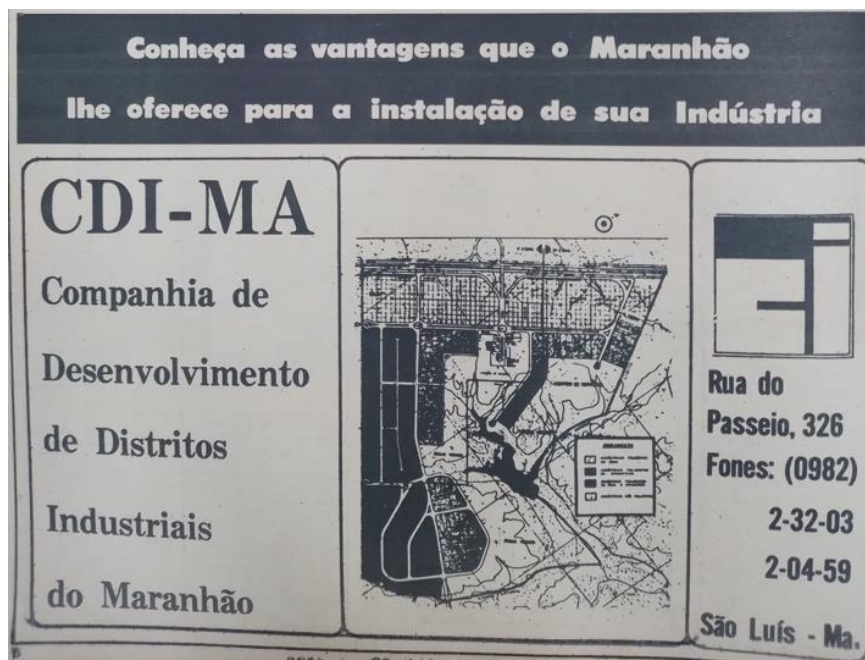 Conheça as vantagens que o Maranhão
lhe oferece para a instalação de sua Indústria
CDI-MA
Companhia de
Desenvolvimento
de Distritos
Industriais
do Maranhão
Rua do
Passeio, 326
Fones: (0982)
2-32-03
2-04-59
São Luís - Ma.